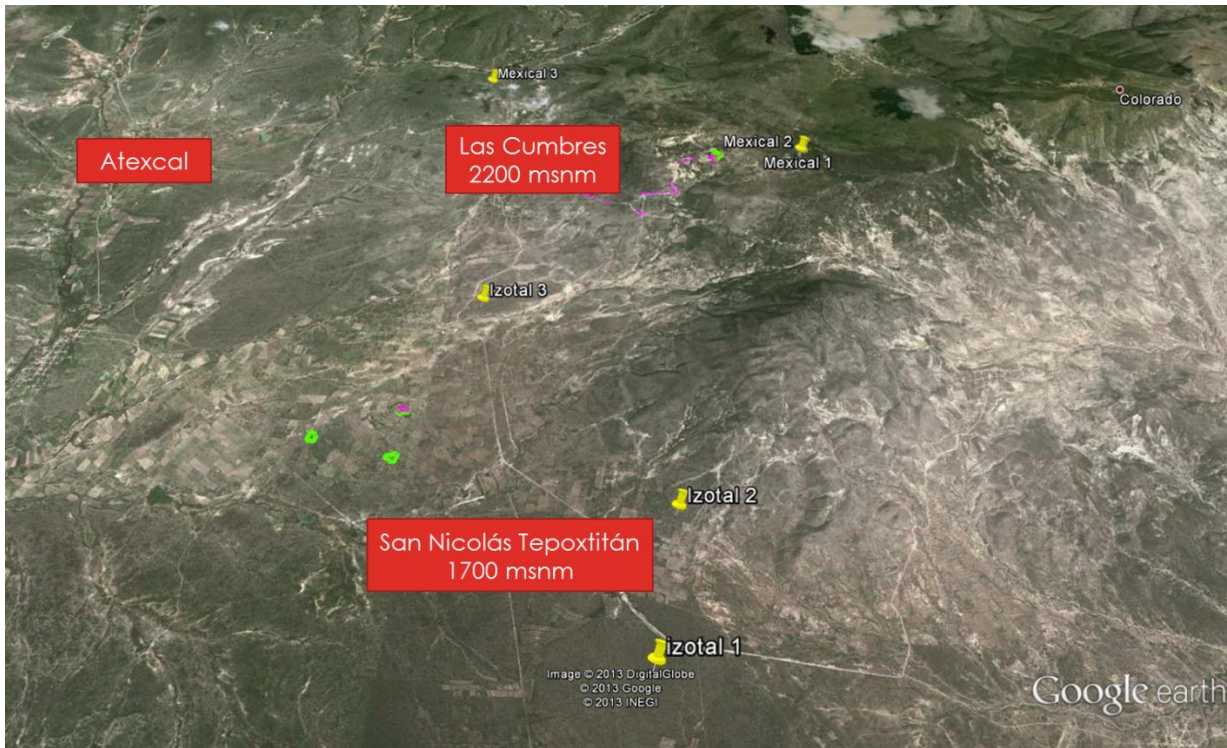 Mexical 3
Colorado
Atexcal
Las Cumbres
2200 msnm
Mexical 2
Mexical 1
Izotal 3
Izotal 2
San Nicolás Tepoxtitán
1700 msnm
izotal 1
Image © 2013 DigitalGlobe
© 2013 Google
© 2013 INEGI
Google earth